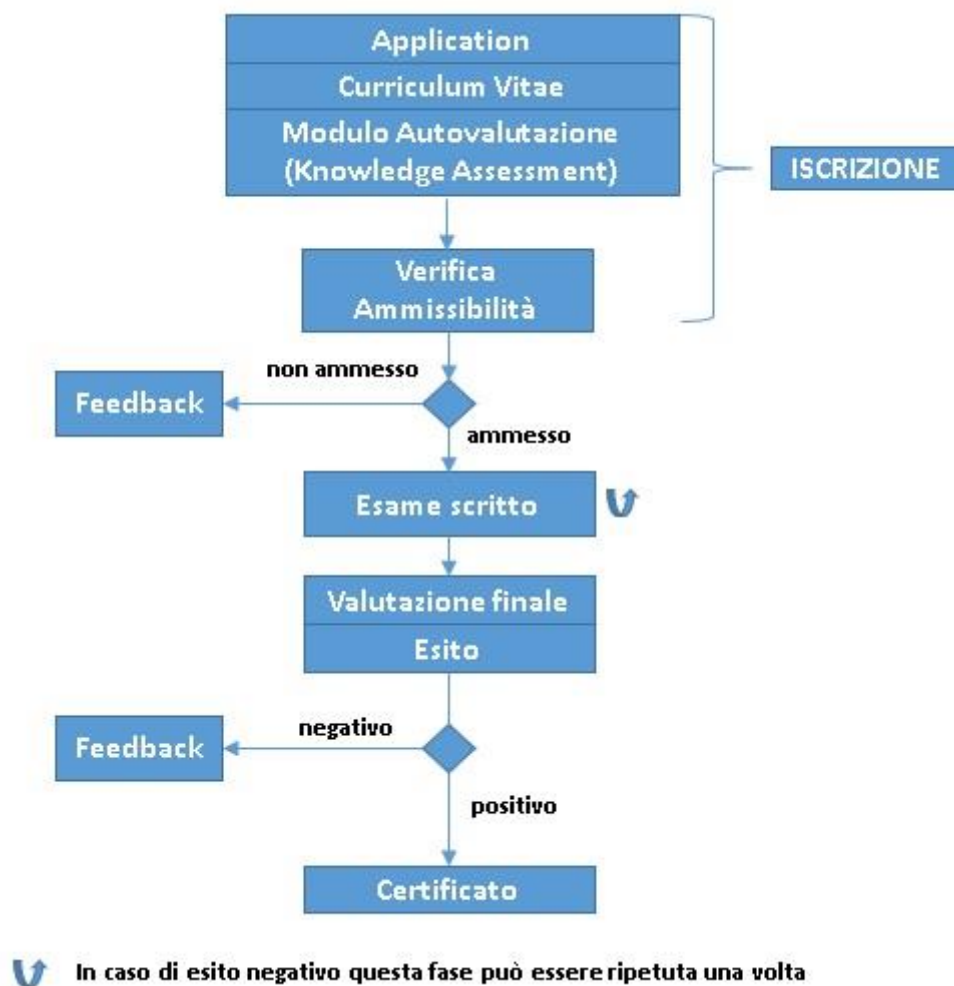 Application
Curriculum Vitae
Modulo Autovalutazione
(Knowledge Assessment)
ISCRIZIONE
Verifica
Ammissibilità
non ammesso
Feedback
ammesso
Esame scritto
Valutazione finale
Esito
negativo
Feedback
positivo
Certificato
In caso di esito negativo questa fase può essere ripetuta una volta